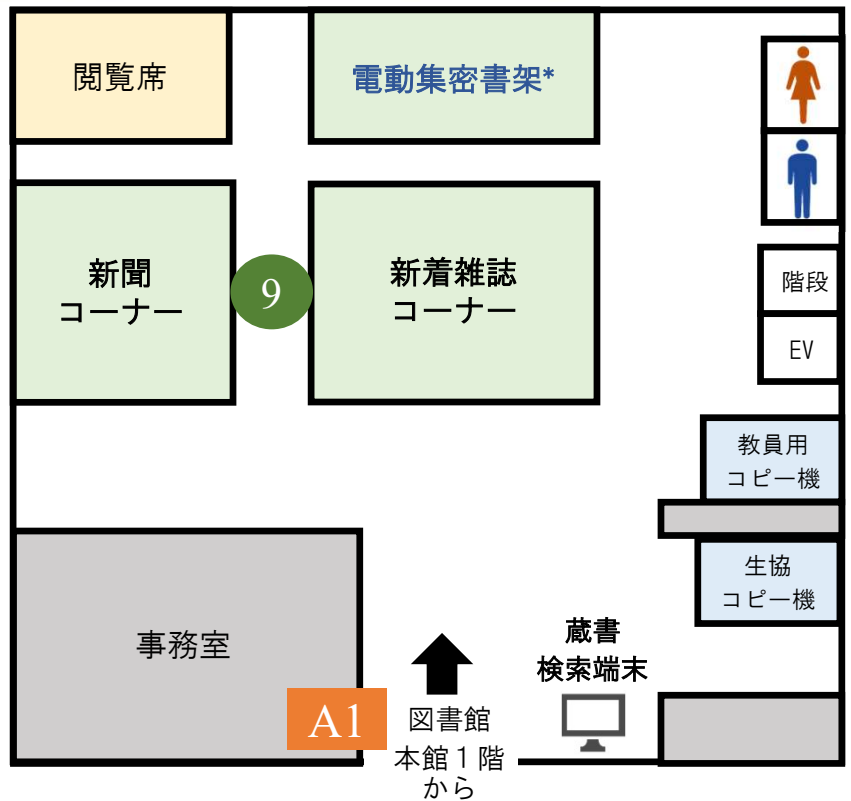 閲覧席
電動集密書架*
新聞
コーナー
9
新着雑誌
コーナー
階段
EV
教員用
コピー機
生協
コピー機
事務室
蔵書
検索端末
A1
図書館
本館１階
から